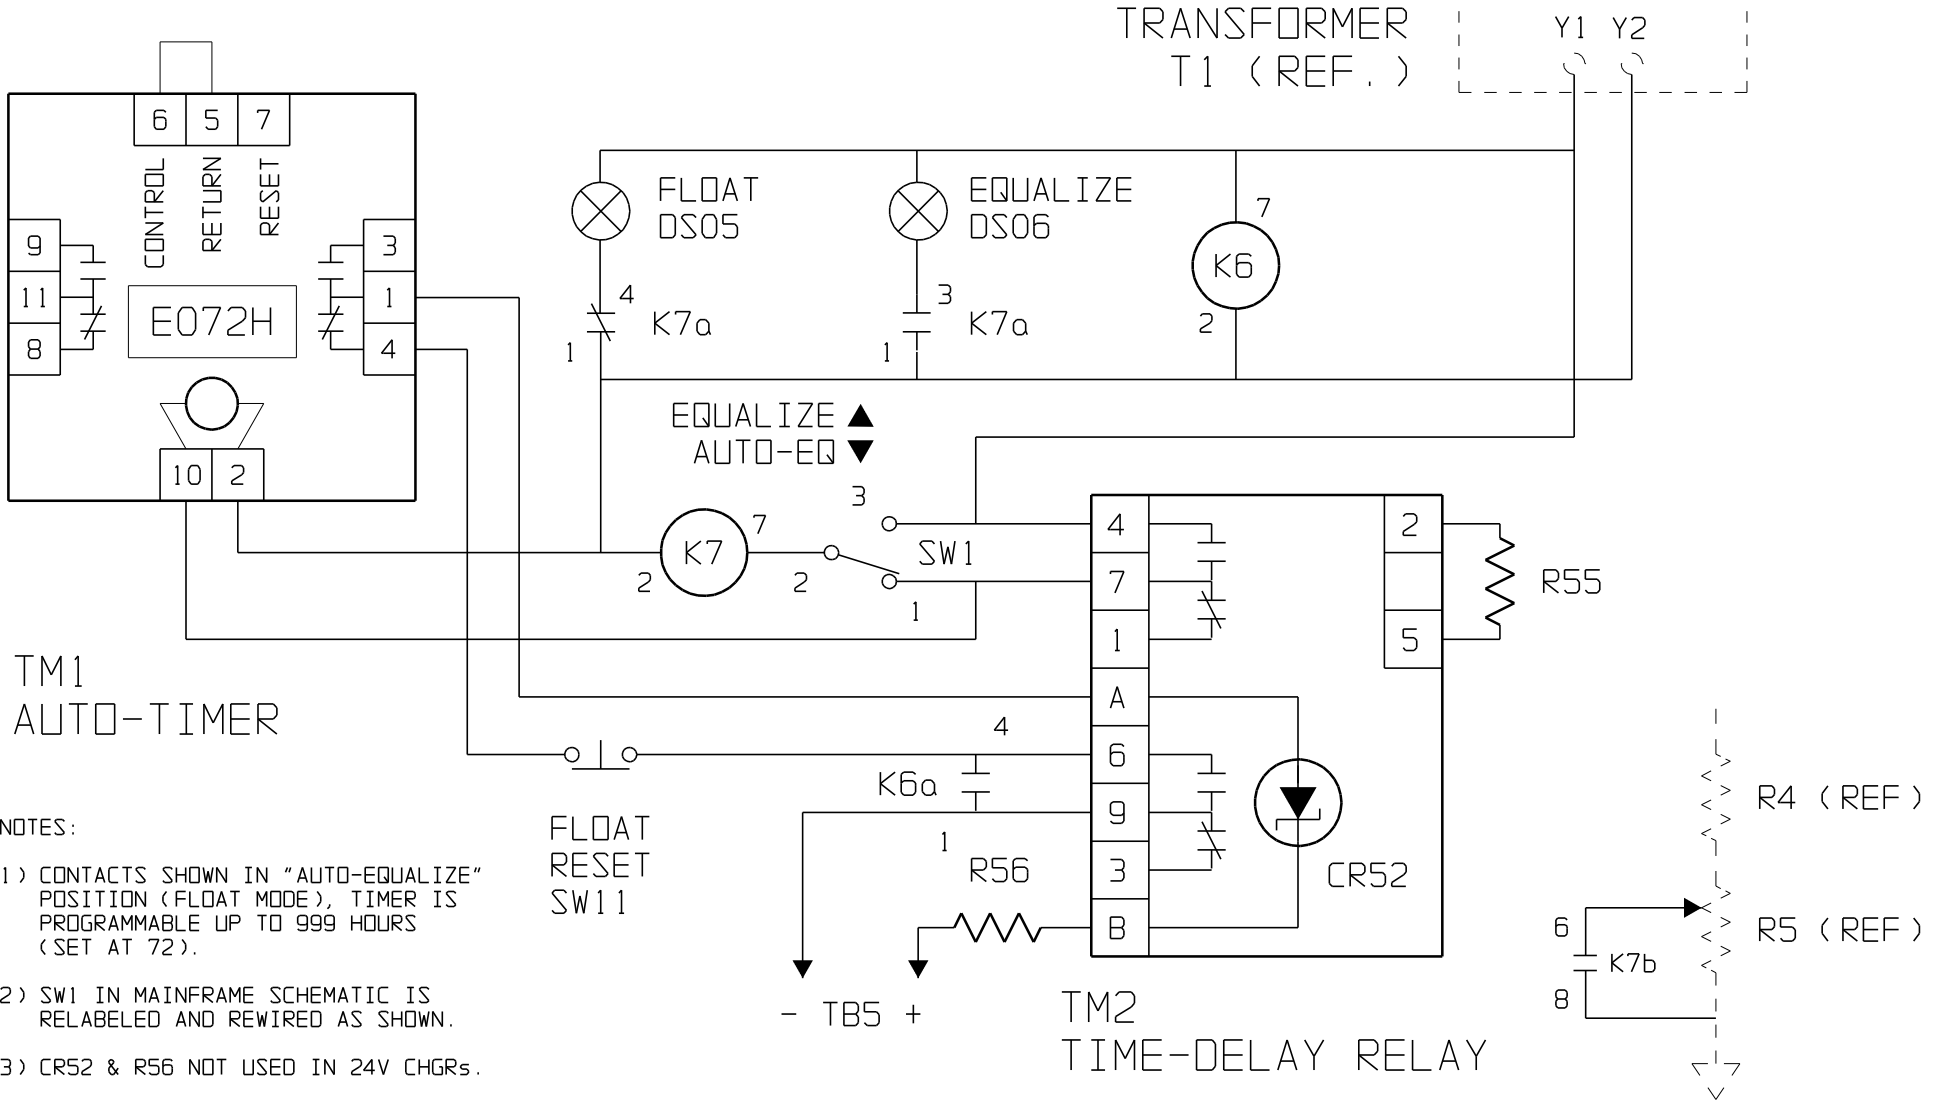 TRANSFORMER
T1 (REF.)
Y1 Y2
6 5 7
CONTROL
RETURN
RESET
9
11
8
3
1
4
E072H
10 2
TM1
AUTO-TIMER
FLOAT
DS05
4
K7a
1
EQUALIZE
DS06
3
K7a
1
7
K6
2
EQUALIZE ▲
AUTO-EQ ▼
3
K7
7
2
2
SW1
1
4
7
1
A
6
9
3
B
2
5
R55
CR52
4
K6a
1
R56
FLOAT
RESET
SW11
- TB5 +
TM2
TIME-DELAY RELAY
R4 (REF)
R5 (REF)
6
K7b
8
NOTES:
1) CONTACTS SHOWN IN "AUTO-EQUALIZE"
POSITION (FLOAT MODE), TIMER IS
PROGRAMMABLE UP TO 999 HOURS
(SET AT 72).
2) SW1 IN MAINFRAME SCHEMATIC IS
RELABELED AND REWIRED AS SHOWN.
3) CR52 & R56 NOT USED IN 24V CHGRs.